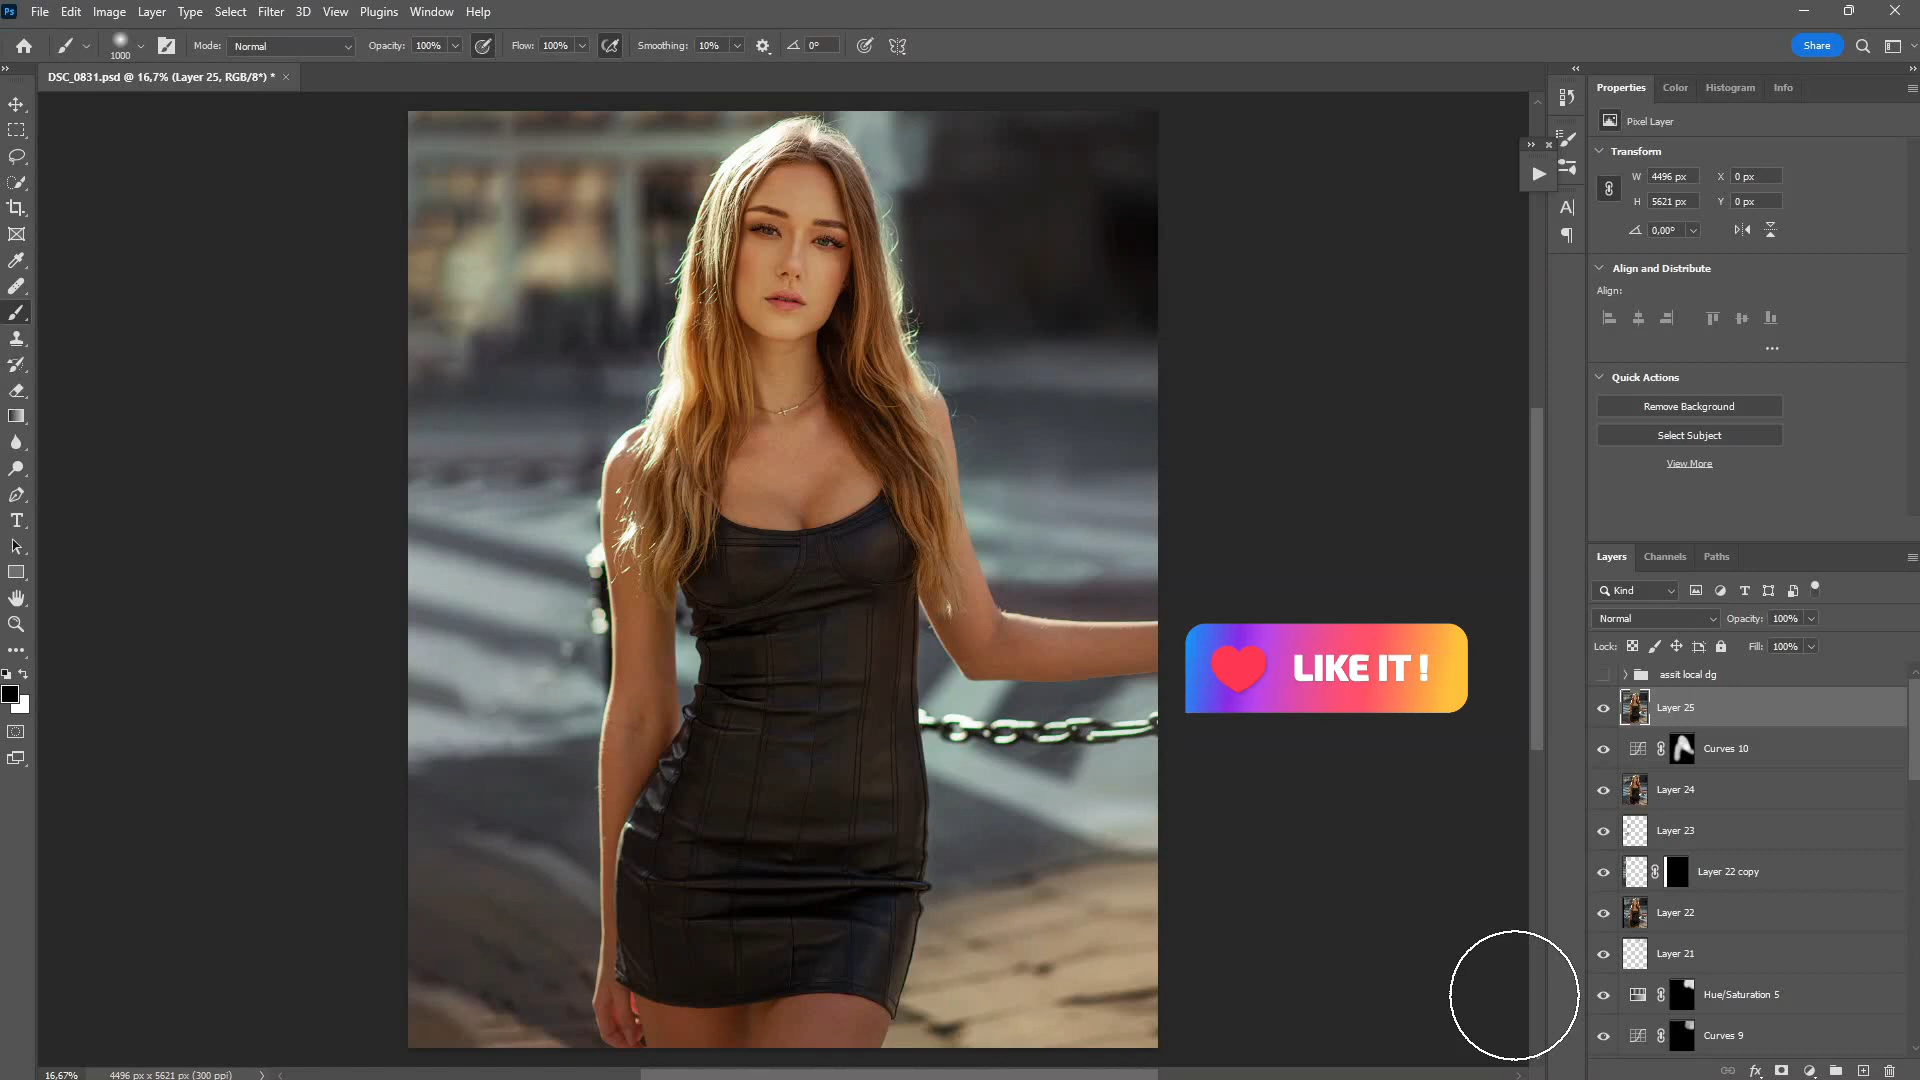 Ps File Edit Image Layer Type Select Filter 3D View Plugins Window Help
1000 Mode: Normal Opacity: 100% Flow: 100% Smoothing: 10% 0° Share
DSC_0831.psd @ 16,7% (Layer 25, RGB/8*) * ×
Properties Color Histogram Info
Pixel Layer
Transform
W 4496 px X 0 px
H 5621 px Y 0 px
0,00°
Align and Distribute
Align:
Quick Actions
Remove Background
Select Subject
View More
LIKE IT !
Layers Channels Paths
Kind
Normal Opacity: 100%
Lock: Fill: 100%
assit local dg
Layer 25
Curves 10
Layer 24
Layer 23
Layer 22 copy
Layer 22
Layer 21
Hue/Saturation 5
Curves 9
16,67% 4496 px x 5621 px (300 ppi)